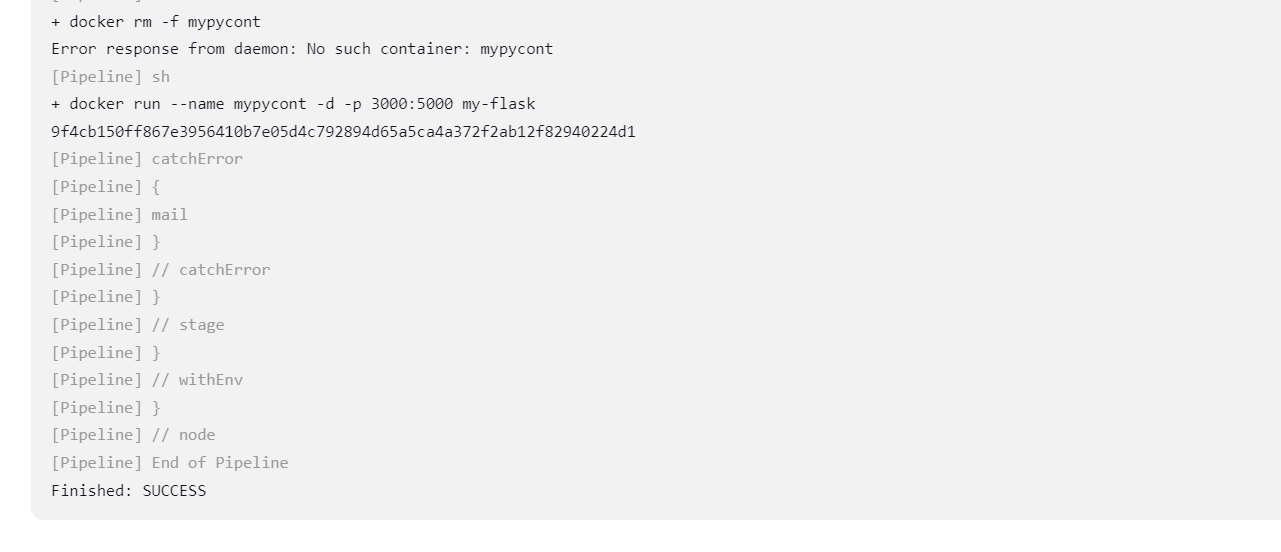 + docker rm -f mypycont
Error response from daemon: No such container: mypycont
[Pipeline] sh
+ docker run --name mypycont -d -p 3000:5000 my-flask
9f4cb150ff867e3956410b7e05d4c792894d65a5ca4a372f2ab12f82940224d1
[Pipeline] catchError
[Pipeline] {
[Pipeline] mail
[Pipeline] }
[Pipeline] // catchError
[Pipeline] }
[Pipeline] // stage
[Pipeline] }
[Pipeline] // withEnv
[Pipeline] }
[Pipeline] // node
[Pipeline] End of Pipeline
Finished: SUCCESS